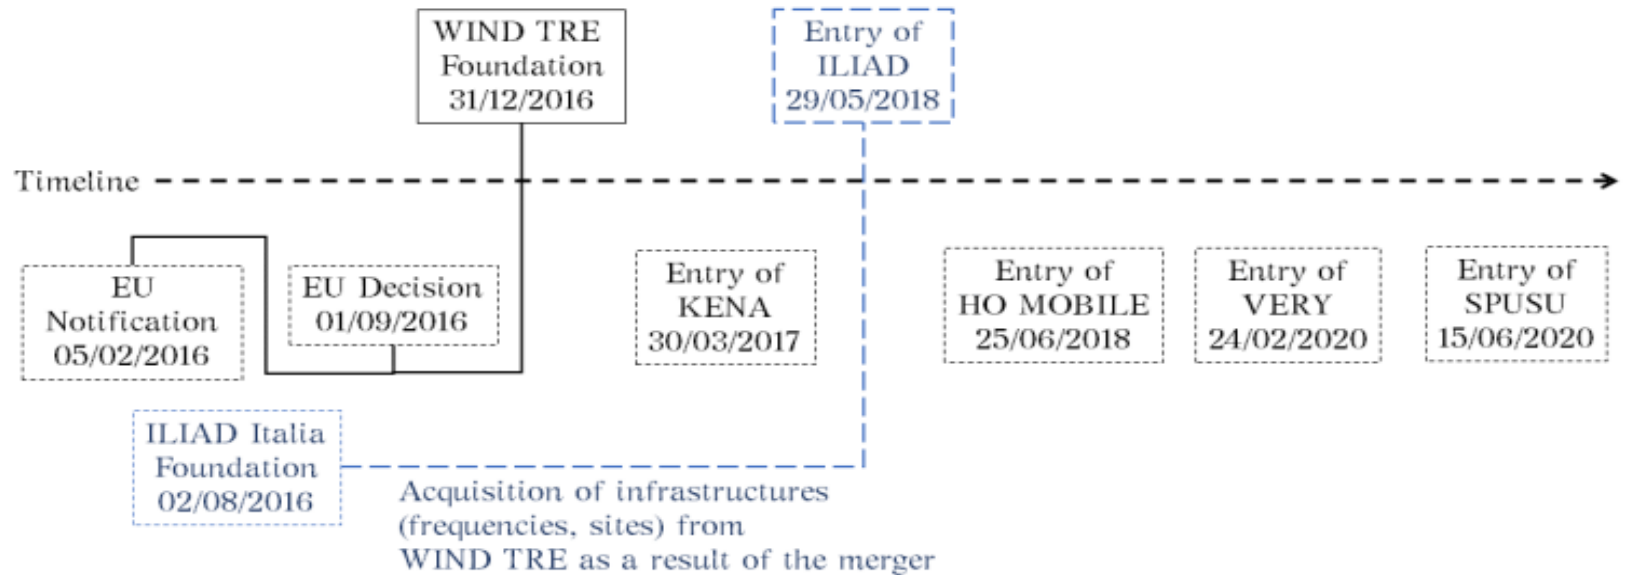 WIND TRE
Foundation
31/12/2016
Entry of
ILIAD
29/05/2018
Timeline
EU
Notification
05/02/2016
EU Decision
01/09/2016
Entry of
KENA
30/03/2017
Entry of
HO MOBILE
25/06/2018
Entry of
VERY
24/02/2020
Entry of
SPUSU
15/06/2020
ILIAD Italia
Foundation
02/08/2016
Acquisition of infrastructures
(frequencies, sites) from
WIND TRE as a result of the merger